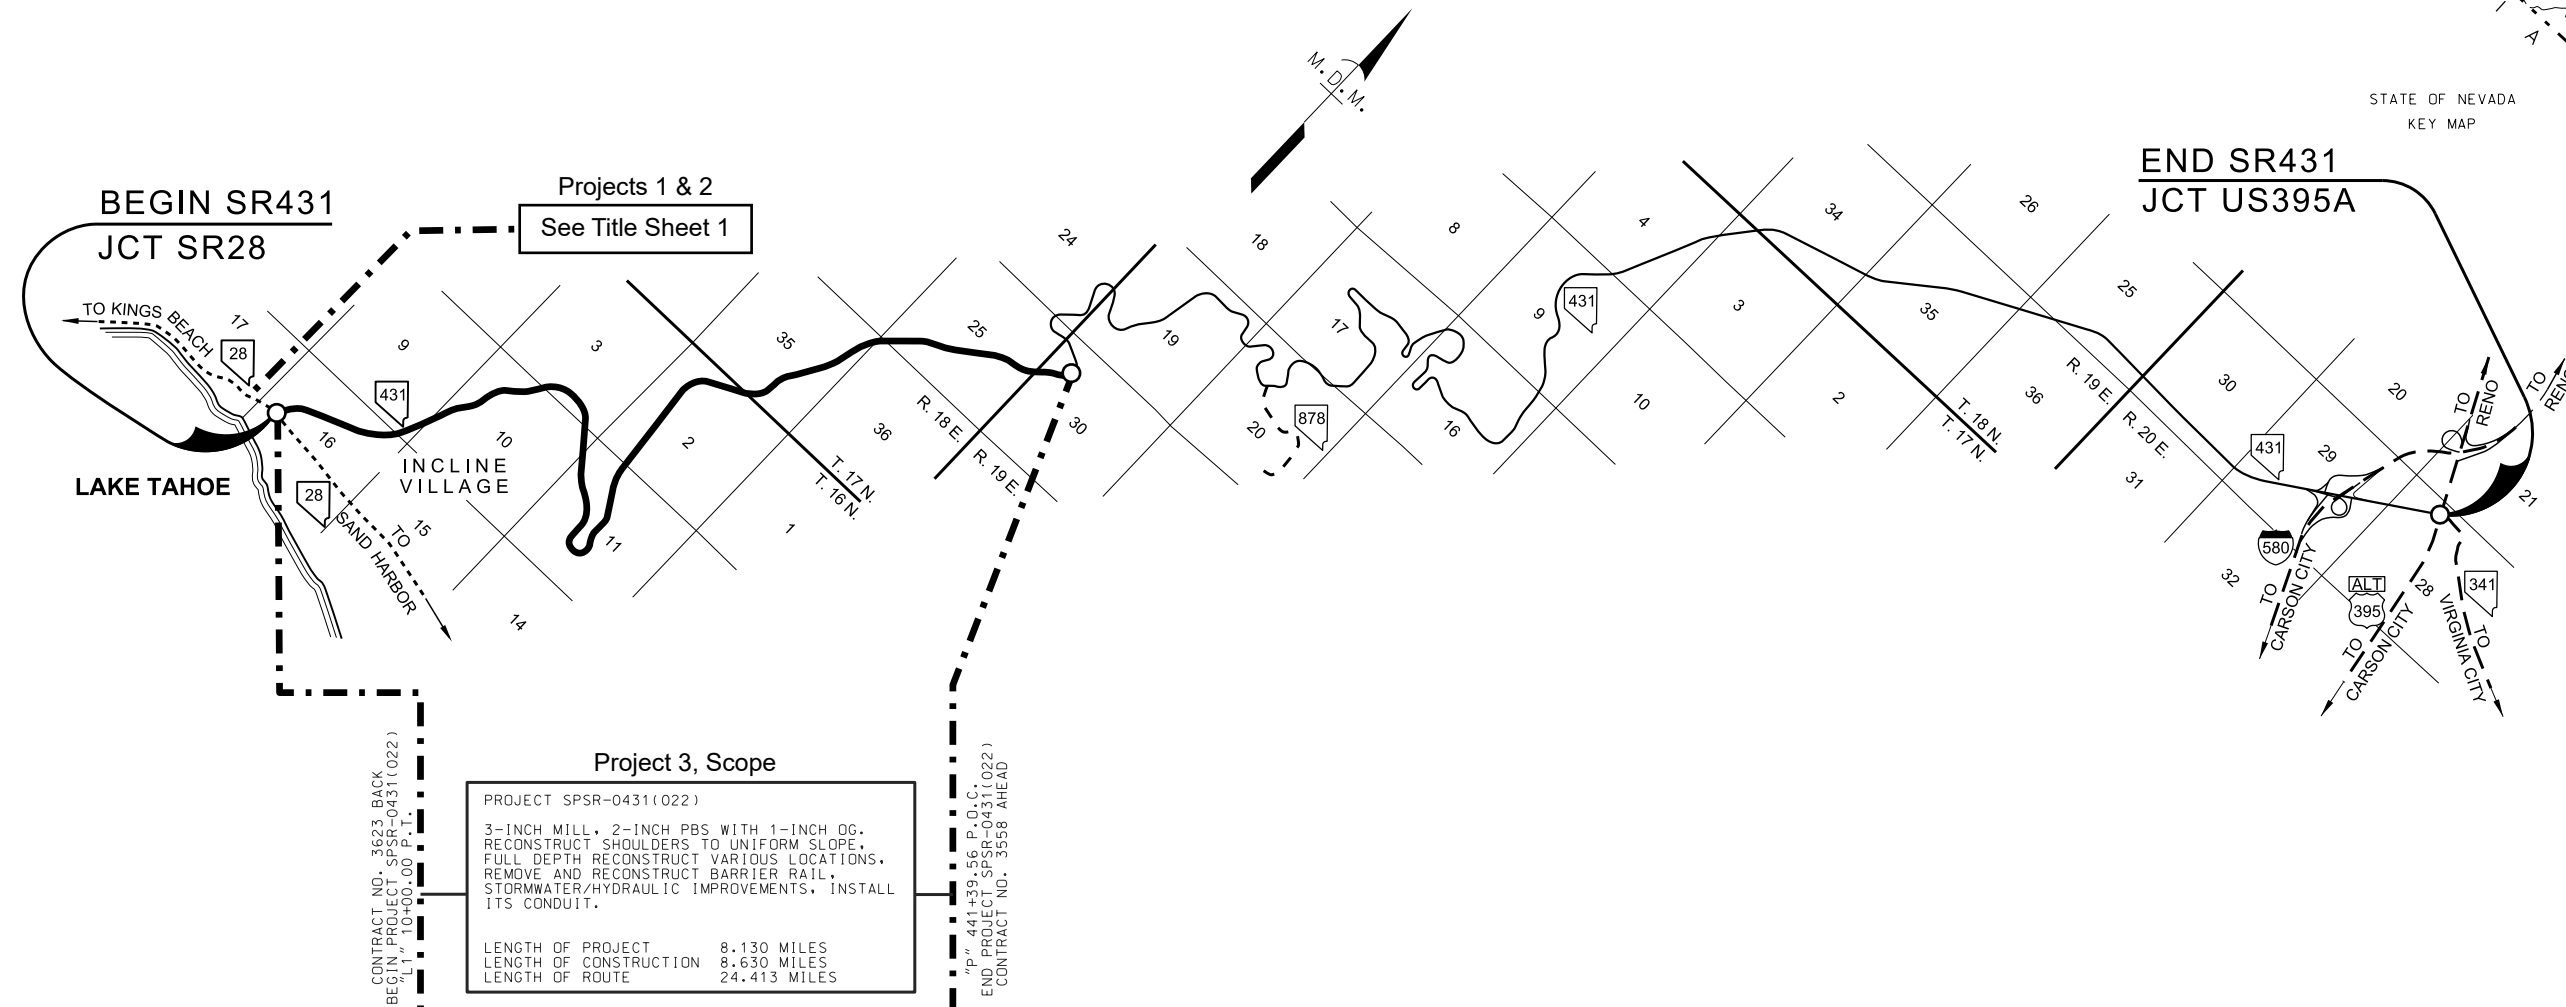 STATE OF NEVADA
KEY MAP
A
M. D. M.
BEGIN SR431
JCT SR28
Projects 1 & 2
See Title Sheet 1
END SR431
JCT US395A
TO KINGS BEACH
17
28
431
9
3
35
25
24
18
8
4
34
26
16
10
2
36
30
19
17
9
431
3
35
25
INCLINE
VILLAGE
LAKE TAHOE
28
TO
SAND HARBOR
15
14
11
1
T. 17 N.
T. 16 N.
R. 18 E.
R. 19 E.
20
878
16
10
2
36
T. 18 N.
T. 17 N.
R. 19 E.
R. 20 E.
30
20
31
32
431
29
21
28
TO
RENO
TO
RENO
580
TO
CARSON CITY
ALT
395
TO
CARSON CITY
341
TO
VIRGINIA CITY
CONTRACT NO. 3623 BACK
BEGIN PROJECT SPSR-0431(022)
"L1" 10+00.00 P.T.
Project 3, Scope
PROJECT SPSR-0431(022)
3-INCH MILL, 2-INCH PBS WITH 1-INCH OG.
RECONSTRUCT SHOULDERS TO UNIFORM SLOPE,
FULL DEPTH RECONSTRUCT VARIOUS LOCATIONS,
REMOVE AND RECONSTRUCT BARRIER RAIL,
STORMWATER/HYDRAULIC IMPROVEMENTS, INSTALL
ITS CONDUIT.
LENGTH OF PROJECT 8.130 MILES
LENGTH OF CONSTRUCTION 8.630 MILES
LENGTH OF ROUTE 24.413 MILES
"P" 441+39.56 P.O.C.
END PROJECT SPSR-0431(022)
CONTRACT NO. 3558 AHEAD